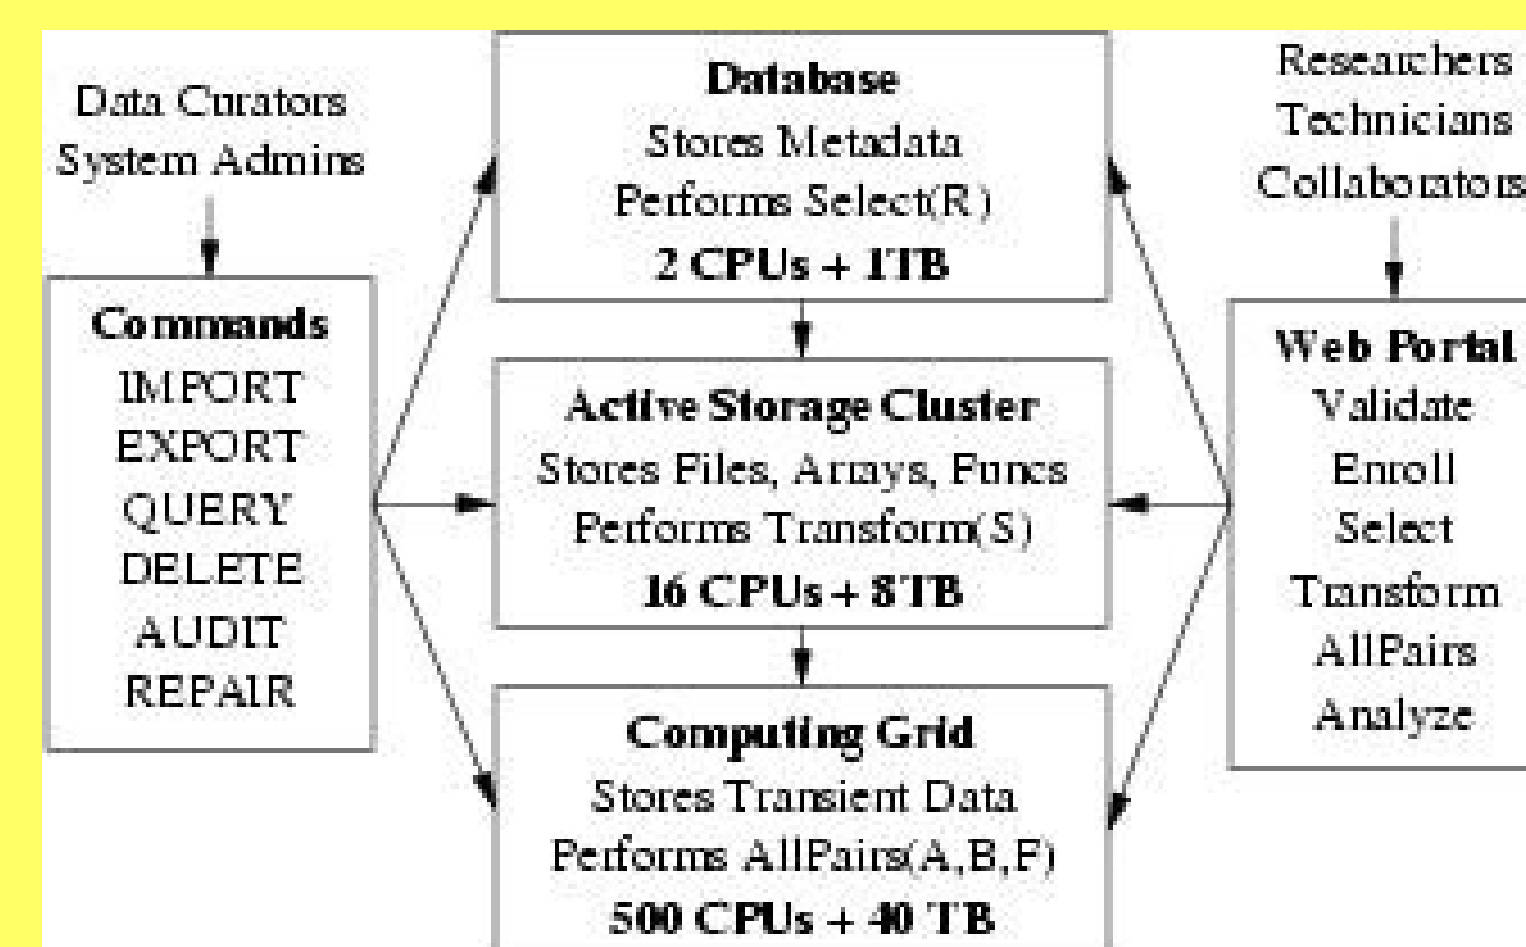 Data Curators
System Admins
Commands
IMPORT
EXPORT
QUERY
DELETE
AUDIT
REPAIR
Database
Stores Metadata
Performs Select(R)
2 CPUs + 1TB
Active Storage Cluster
Stores Files, Arrays, Funcs
Performs Transform(S)
16 CPUs + 8TB
Computing Grid
Stores Transient Data
Performs AllPairs(A,B,F)
500 CPUs + 40 TB
Researchers
Technicians
Collaborators
Web Portal
Validate
Enroll
Select
Transform
AllPairs
Analyze